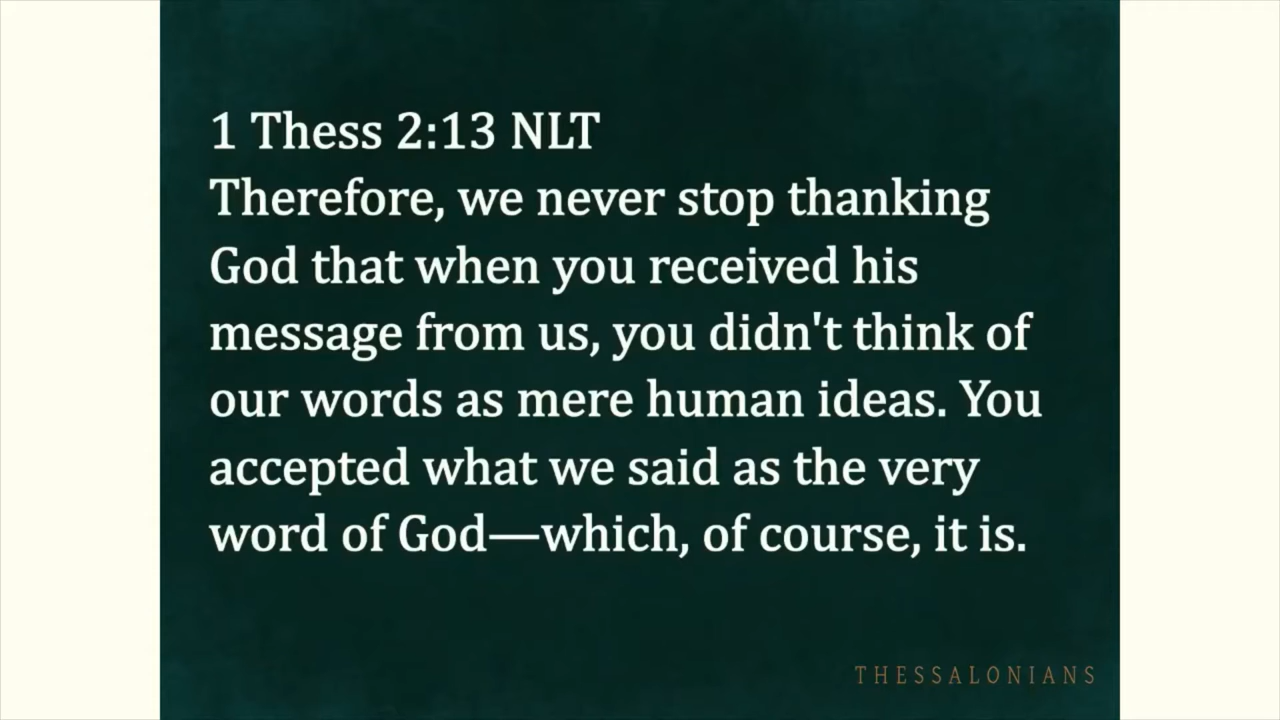 1 Thess 2:13 NLT
Therefore, we never stop thanking
God that when you received his
message from us, you didn't think of
our words as mere human ideas. You
accepted what we said as the very
word of God—which, of course, it is.
THESSALONIANS